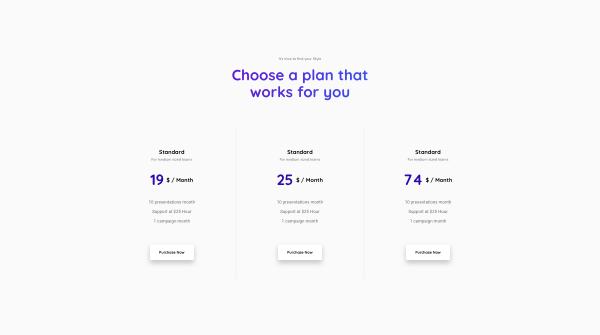 It's nice to find your Style
Choose a plan that
works for you
Standard
For medium sized teams
19 $ / Month
10 presentations month
Support at $25 Hour
1 campaign month
Purchase Now
Standard
For medium sized teams
25 $ / Month
10 presentations month
Support at $25 Hour
1 campaign month
Purchase Now
Standard
For medium sized teams
74 $ / Month
10 presentations month
Support at $25 Hour
1 campaign month
Purchase Now